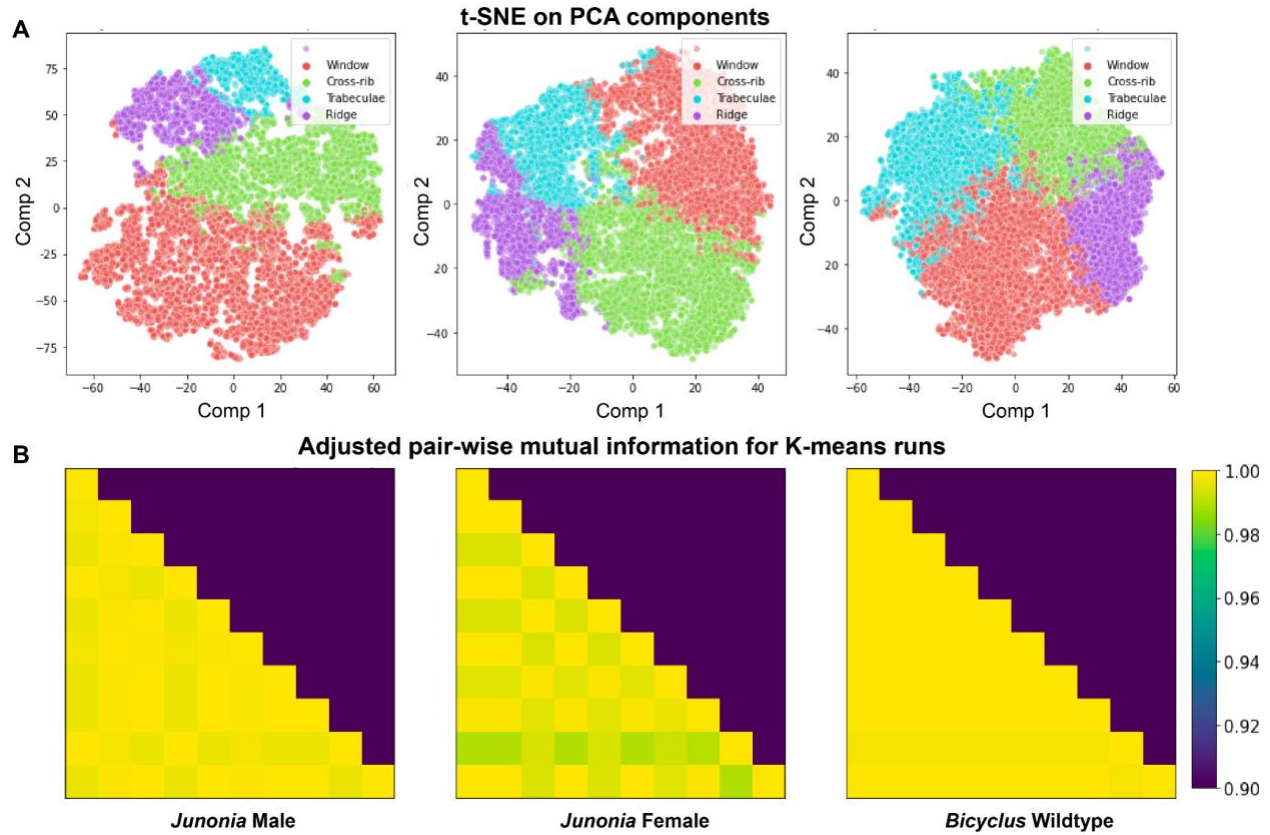 t-SNE on PCA components
A
Window
Cross-rib
Trabeculae
Ridge
75
50
25
0
−25
−50
−75
−60 −40 −20 0 20 40 60
Comp 2
Comp 1
Window
Cross-rib
Trabeculae
Ridge
40
20
0
20
−40
−40 −20 0 20 40
Comp 2
Comp 1
Window
Cross-rib
Trabeculae
Ridge
40
20
0
20
−40
−60 −40 −20 0 20 40 60
Comp 2
Comp 1
B
Adjusted pair-wise mutual information for K-means runs
1.00
0.98
0.96
0.94
0.92
0.90
Junonia Male
Junonia Female
Bicyclus Wildtype